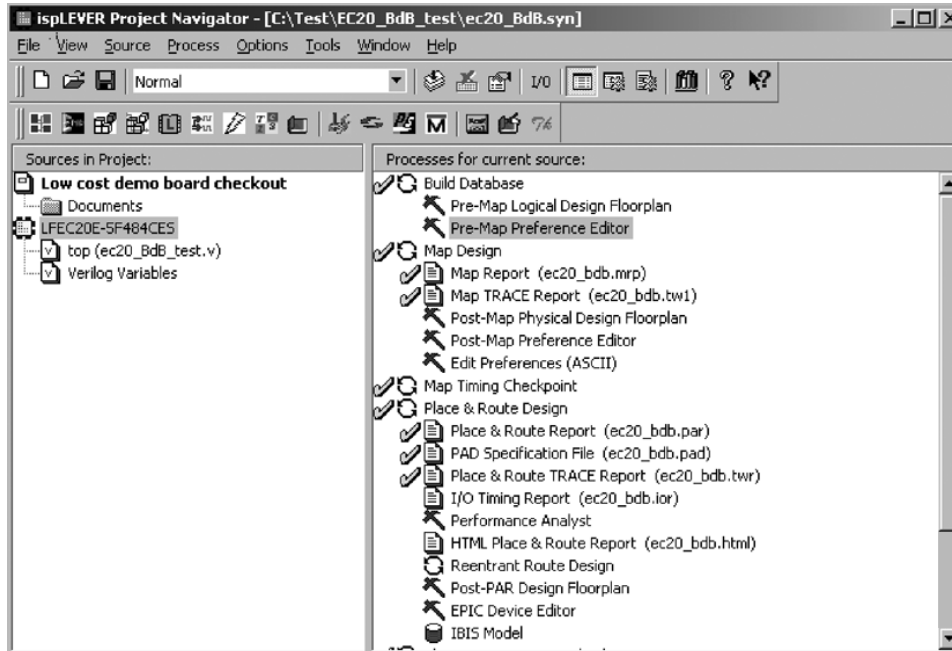 ispLEVER Project Navigator - [C:\Test\EC20_BdB_test\ec20_BdB.syn]
File View Source Process Options Tools Window Help
Normal
I/O
Sources in Project:
Low cost demo board checkout
Documents
LFEC20E-5F484CES
top (ec20_BdB_test.v)
Verilog Variables
Processes for current source:
Build Database
Pre-Map Logical Design Floorplan
Pre-Map Preference Editor
Map Design
Map Report (ec20_bdb.mrp)
Map TRACE Report (ec20_bdb.tw1)
Post-Map Physical Design Floorplan
Post-Map Preference Editor
Edit Preferences (ASCII)
Map Timing Checkpoint
Place & Route Design
Place & Route Report (ec20_bdb.par)
PAD Specification File (ec20_bdb.pad)
Place & Route TRACE Report (ec20_bdb.twr)
I/O Timing Report (ec20_bdb.ior)
Performance Analyst
HTML Place & Route Report (ec20_bdb.html)
Reentrant Route Design
Post-PAR Design Floorplan
EPIC Device Editor
IBIS Model